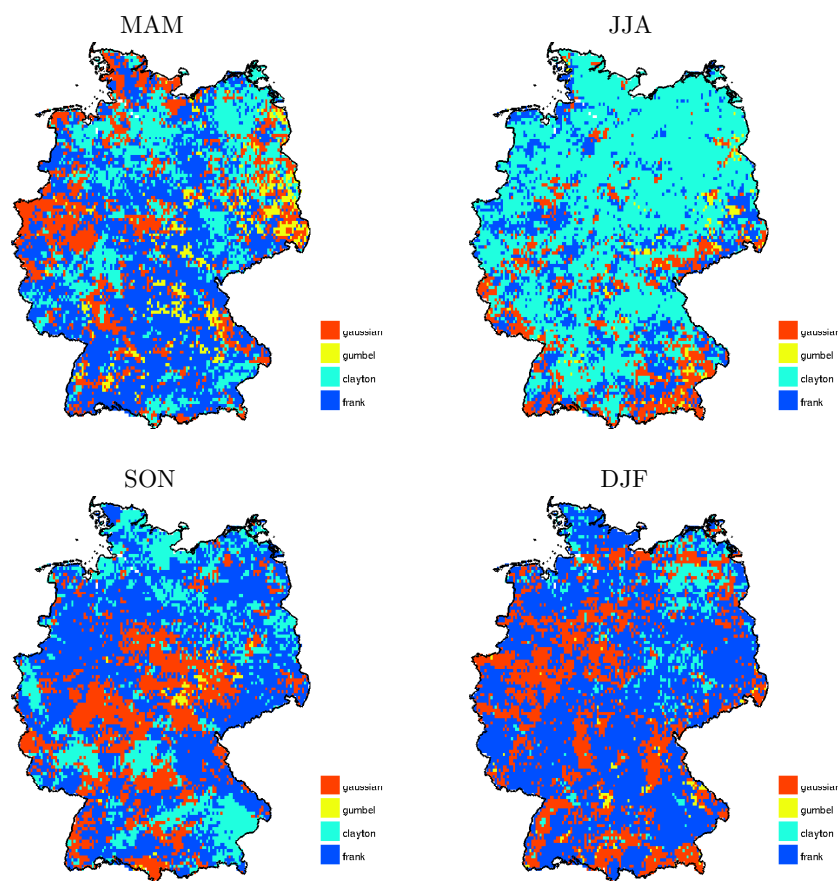 MAM
JJA
gaussian
gumbel
clayton
frank
gaussian
gumbel
clayton
frank
SON
DJF
gaussian
gumbel
clayton
frank
gaussian
gumbel
clayton
frank